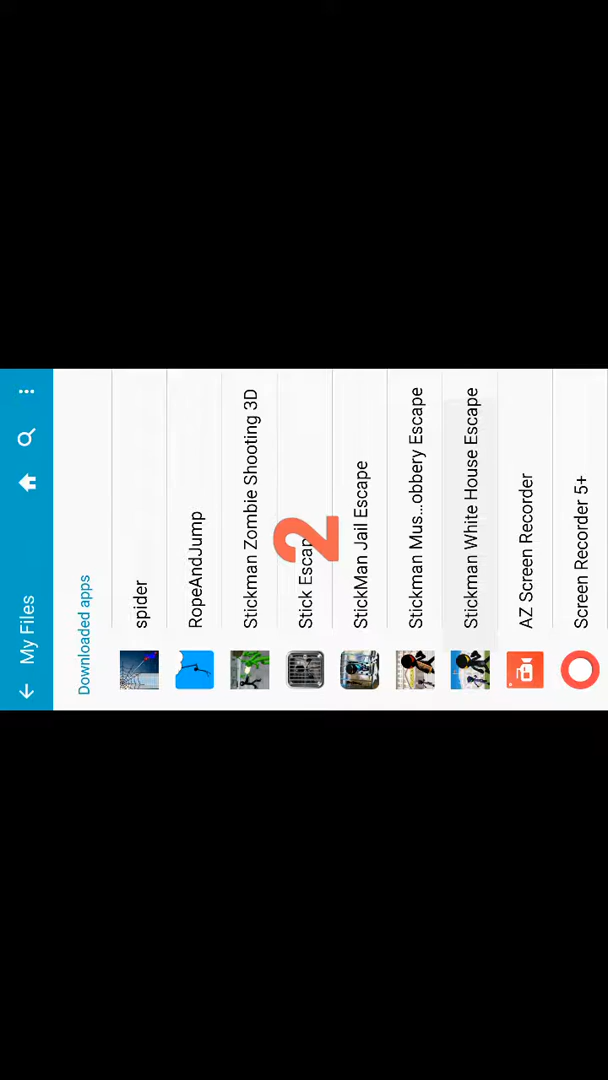 My Files
Downloaded apps
spider
RopeAndJump
Stickman Zombie Shooting 3D
Stick Escap
2
StickMan Jail Escape
Stickman Mus...obbery Escape
Stickman White House Escape
AZ Screen Recorder
Screen Recorder 5+